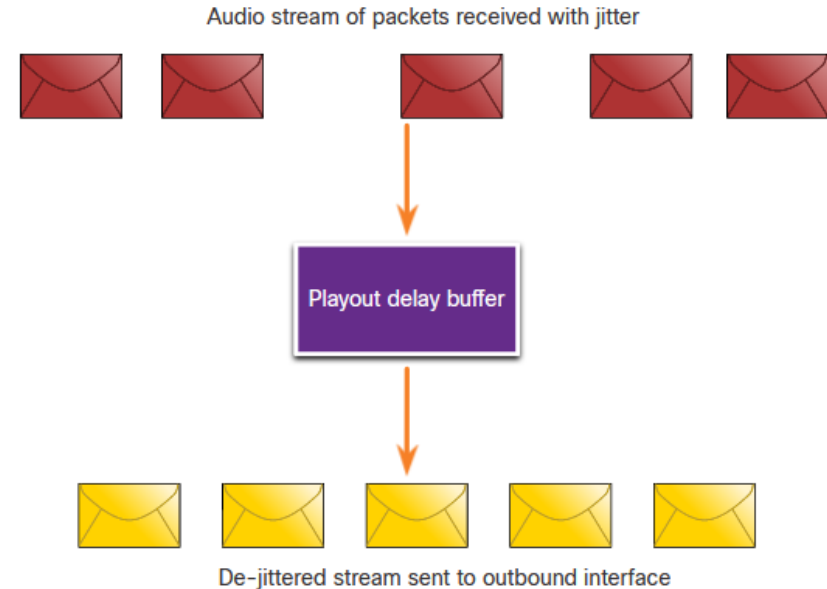 Audio stream of packets received with jitter
Playout delay buffer
De-jittered stream sent to outbound interface